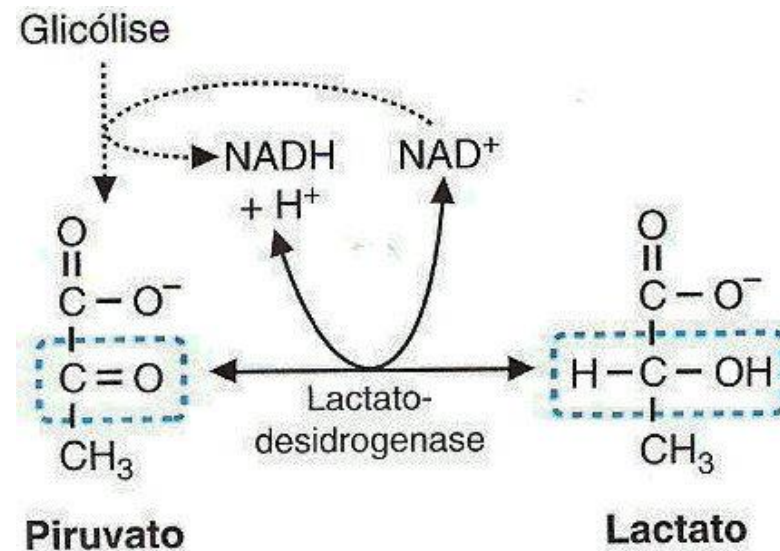 Glicólise
NADH
+ H⁺
NAD⁺
O
C – O⁻
C = O
CH₃
Piruvato
Lactato-
desidrogenase
O
C – O⁻
H – C – OH
CH₃
Lactato